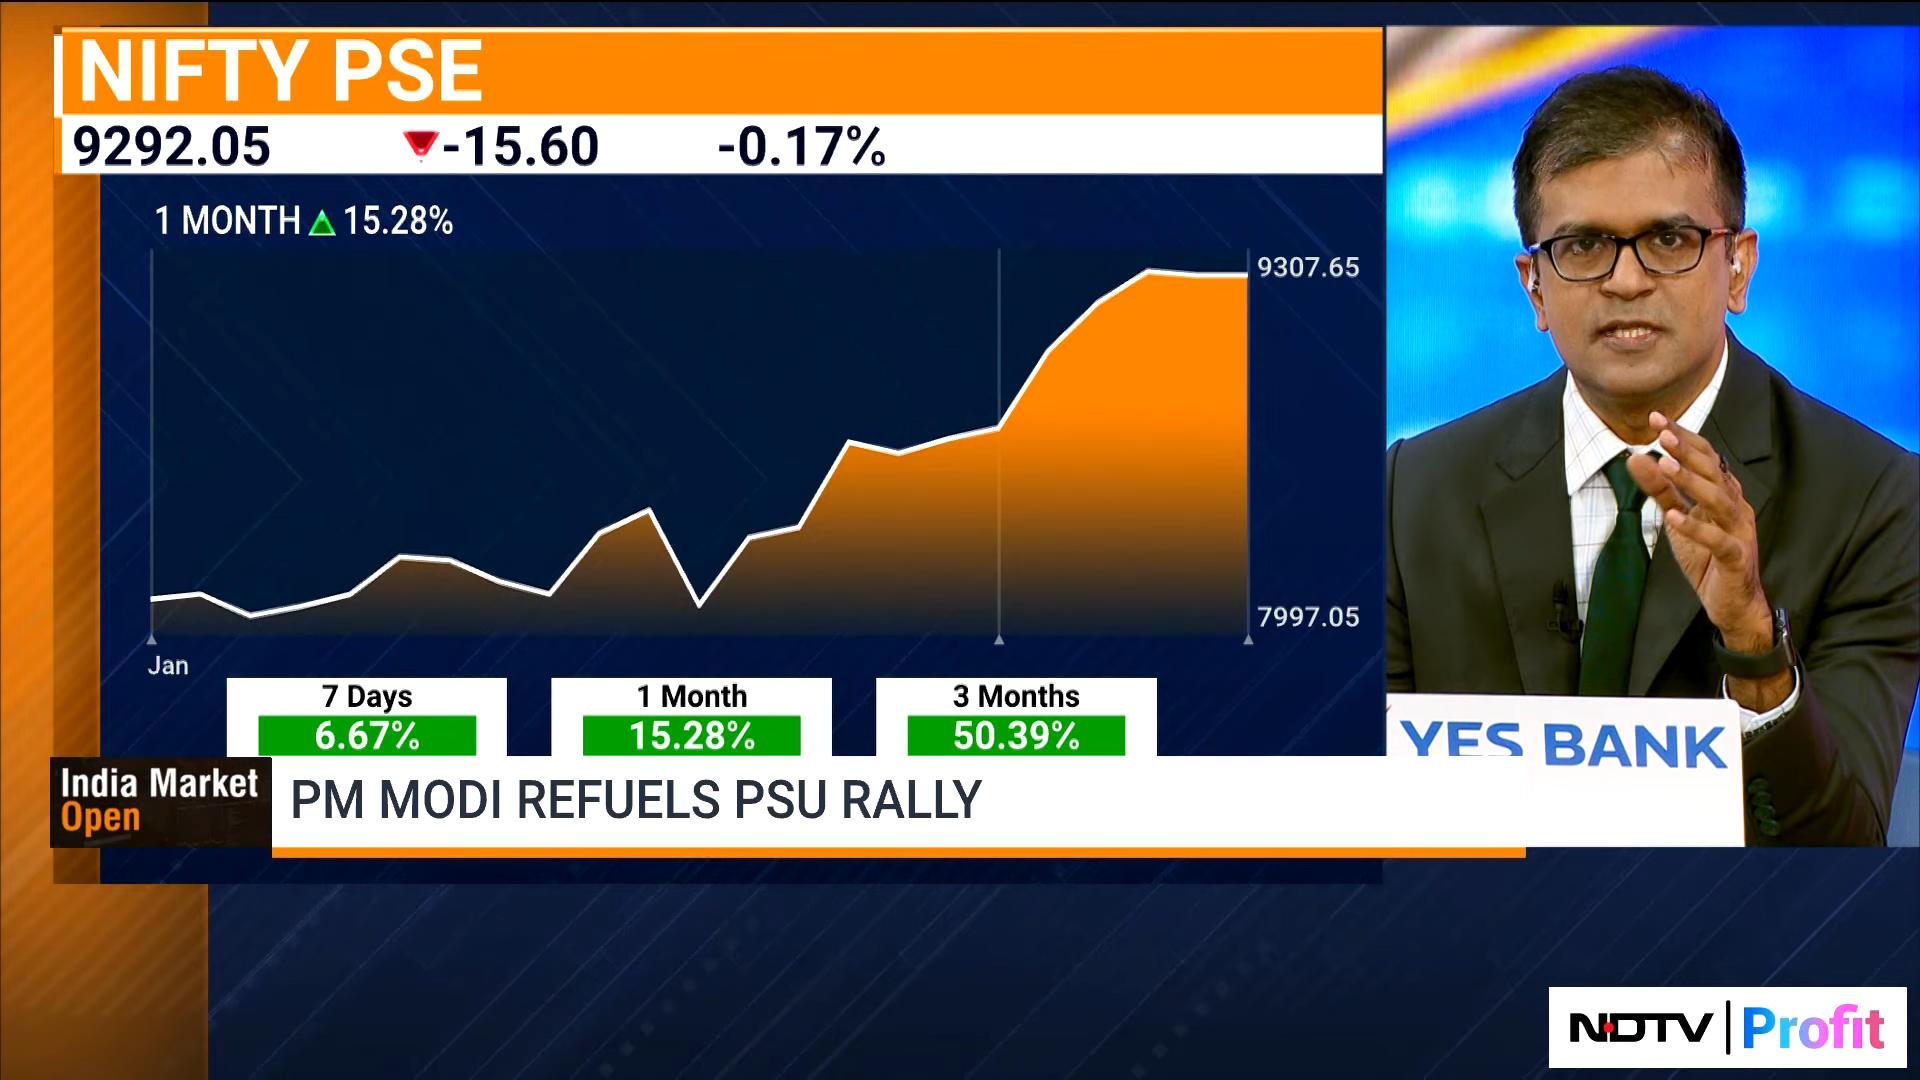 NIFTY PSE
9292.05 -15.60 -0.17%
1 MONTH 15.28%
9307.65
7997.05
Jan
7 Days 1 Month 3 Months
6.67% 15.28% 50.39%
India Market
Open
PM MODI REFUELS PSU RALLY
YES BANK
NDTV Profit